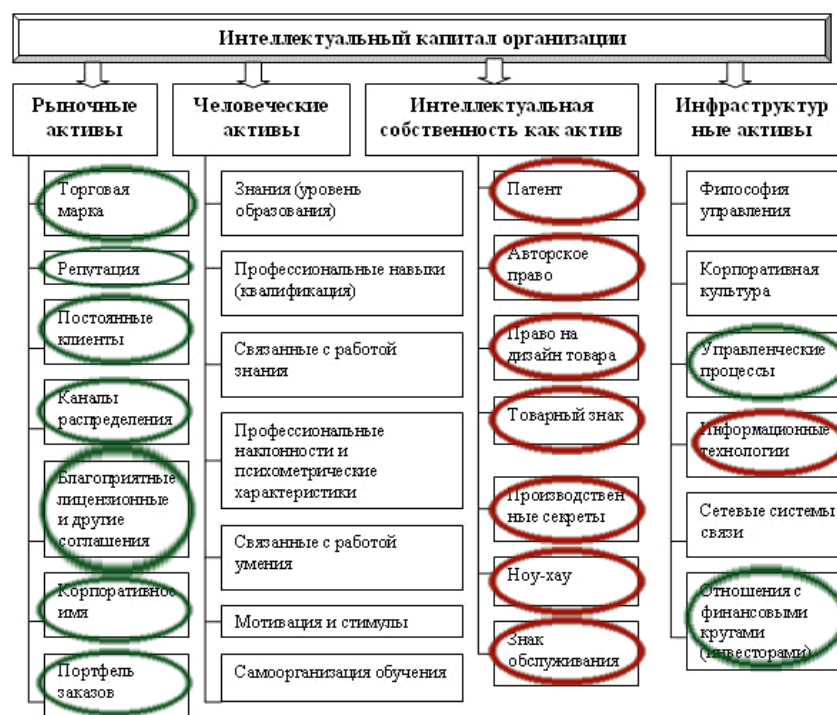 Интеллектуальный капитал организации
Рыночные
активы
Торговая
марка
Репутация
Постоянные
клиенты
Каналы
распределения
Благоприятные
лицензионные
и другие
соглашения
Корпоративное
имя
Портфель
заказов
Человеческие
активы
Знания (уровень
образования)
Профессиональные навыки
(квалификация)
Связанные с работой
знания
Профессиональные
наклонности и
психометрические
характеристики
Связанные с работой
умения
Мотивация и стимулы
Самоорганизация обучения
Интеллектуальная
собственность как актив
Патент
Авторское
право
Право на
дизайн товара
Товарный знак
Производствен
ные секреты
Ноу-хау
Знак
обслуживания
Инфраструктур
ные активы
Философия
управления
Корпоративная
культура
Управленческие
процессы
Информационные
технологии
Сетевые системы
связи
Отношения с
финансовыми
кругами
(инвесторами)